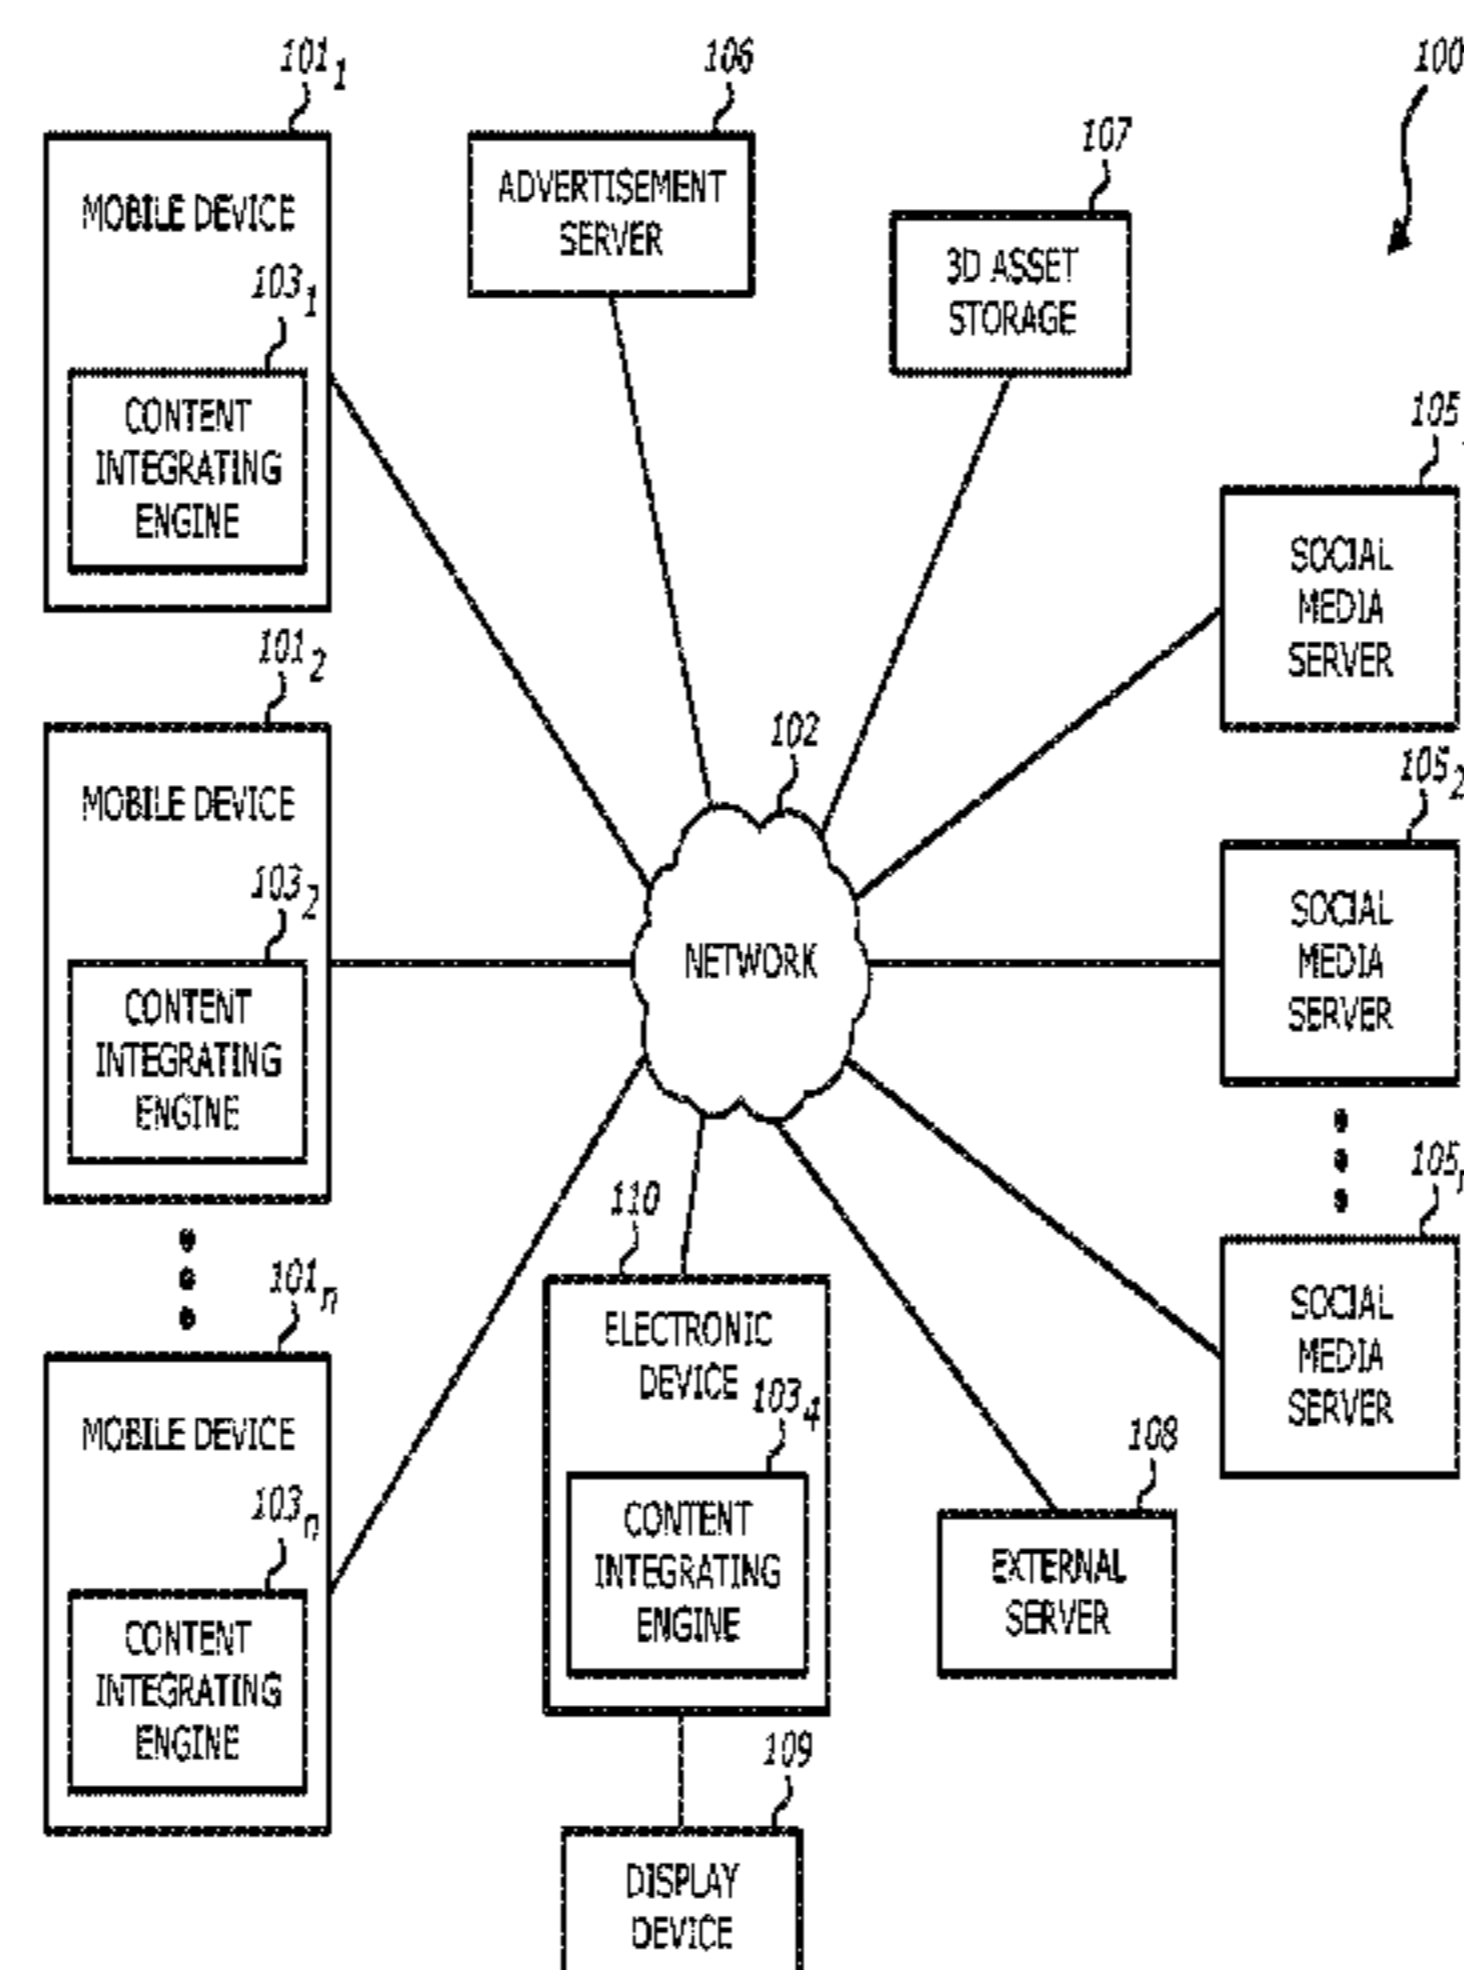 101 1
106
100
107
MOBILE DEVICE
ADVERTISEMENT
SERVER
3D ASSET
STORAGE
103 1
CONTENT
INTEGRATING
ENGINE
105
SOCIAL
MEDIA
SERVER
101 2
102
105 2
MOBILE DEVICE
103 2
CONTENT
INTEGRATING
ENGINE
NETWORK
SOCIAL
MEDIA
SERVER
101 n
110
105
MOBILE DEVICE
ELECTRONIC
DEVICE
103 4
SOCIAL
MEDIA
SERVER
103 n
CONTENT
INTEGRATING
ENGINE
CONTENT
INTEGRATING
ENGINE
108
EXTERNAL
SERVER
109
DISPLAY
DEVICE